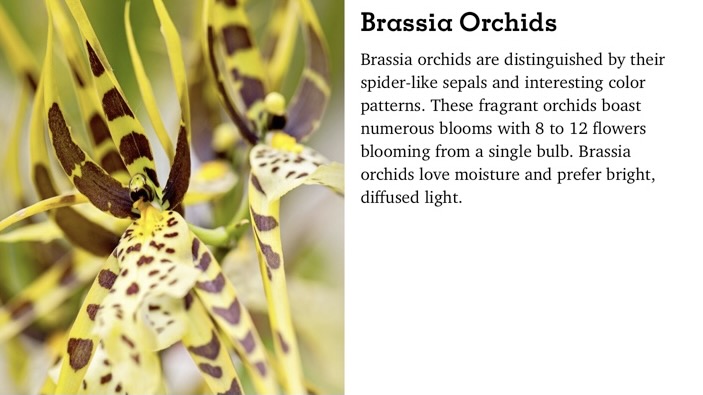 Brassia Orchids
Brassia orchids are distinguished by their
spider-like sepals and interesting color
patterns. These fragrant orchids boast
numerous blooms with 8 to 12 flowers
blooming from a single bulb. Brassia
orchids love moisture and prefer bright,
diffused light.